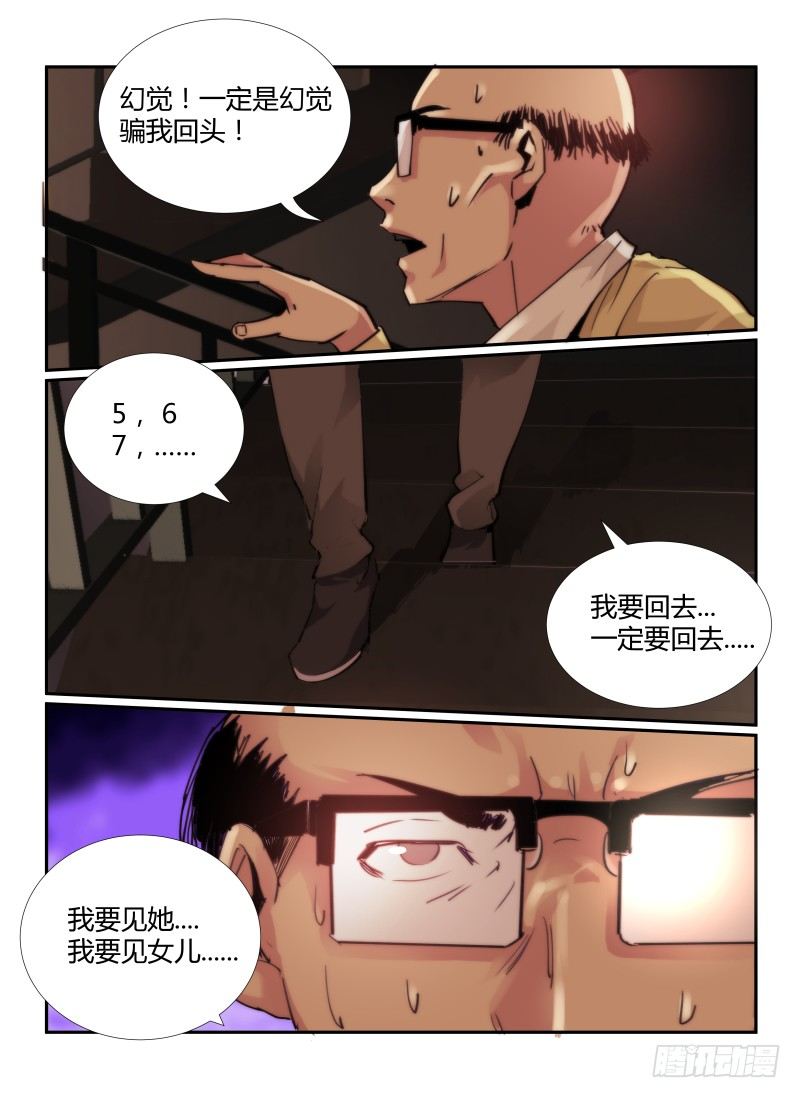 幻觉！一定是幻觉
骗我回头！
5，6
7，……
我要回去...
一定要回去.....
我要见她....
我要见女儿......
腾讯动漫